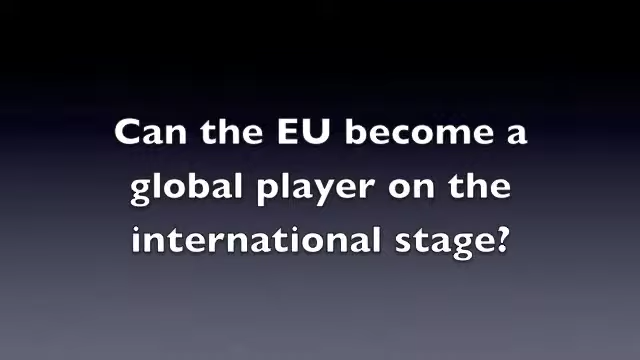 Can the EU become a
global player on the
international stage?